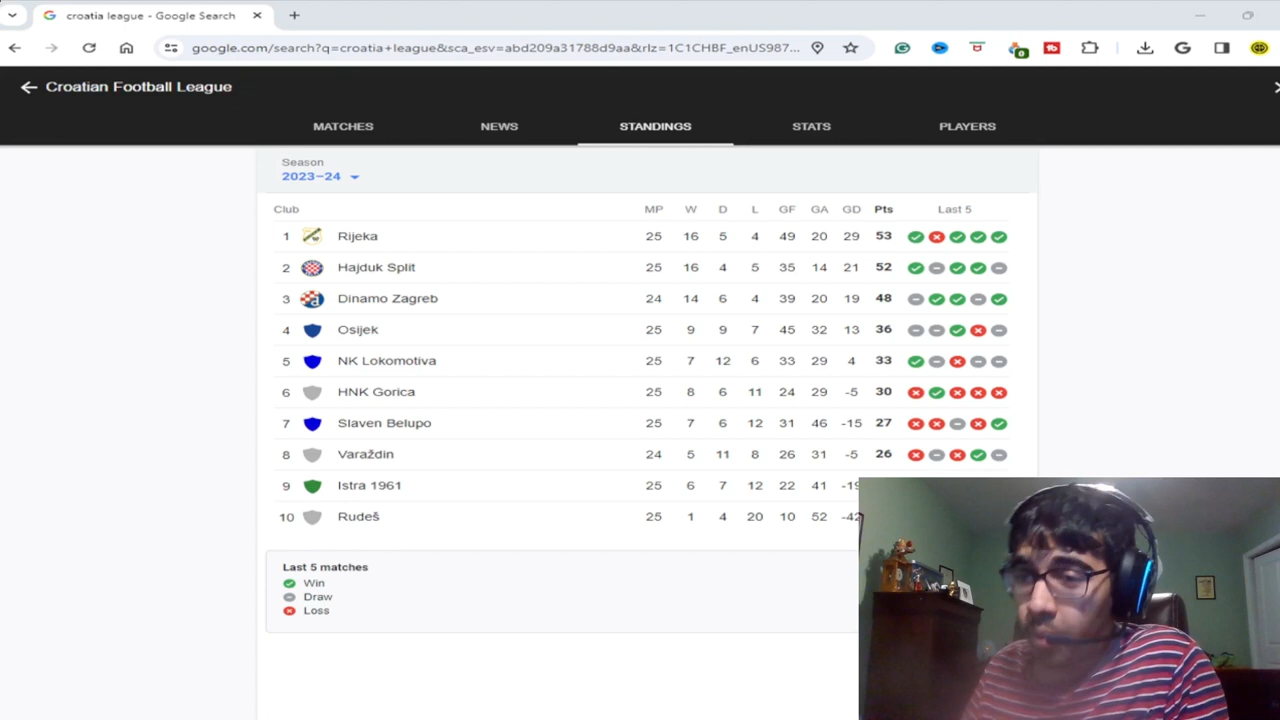 croatia league - Google Search
google.com/search?q=croatia+league&sca_esv=abd209a31788d9aa&rlz=1C1CHBF_enUS987...
Croatian Football League
MATCHES NEWS STANDINGS STATS PLAYERS
Season
2023–24
Club MP W D L GF GA GD Pts Last 5
1 Rijeka 25 16 5 4 49 20 29 53
2 Hajduk Split 25 16 4 5 35 14 21 52
3 Dinamo Zagreb 24 14 6 4 39 20 19 48
4 Osijek 25 9 9 7 45 32 13 36
5 NK Lokomotiva 25 7 12 6 33 29 4 33
6 HNK Gorica 25 8 6 11 24 29 -5 30
7 Slaven Belupo 25 7 6 12 31 46 -15 27
8 Varaždin 24 5 11 8 26 31 -5 26
9 Istra 1961 25 6 7 12 22 41 -19
10 Rudeš 25 1 4 20 10 52 -42
Last 5 matches
Win
Draw
Loss